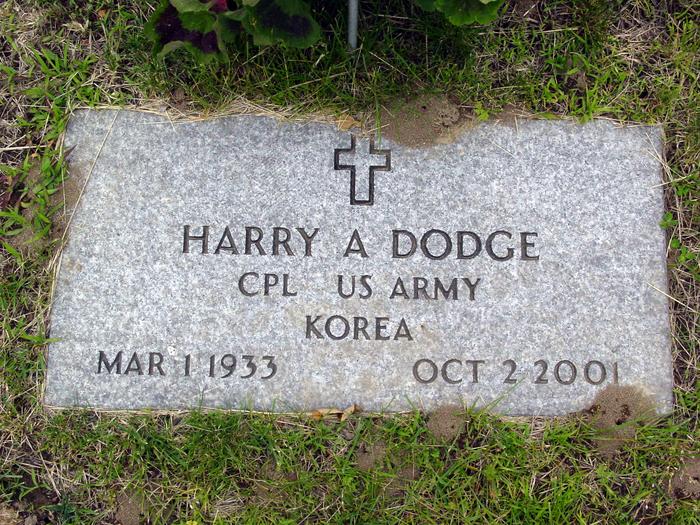 HARRY A DODGE
CPL US ARMY
KOREA
MAR 1 1933 OCT 2 2001